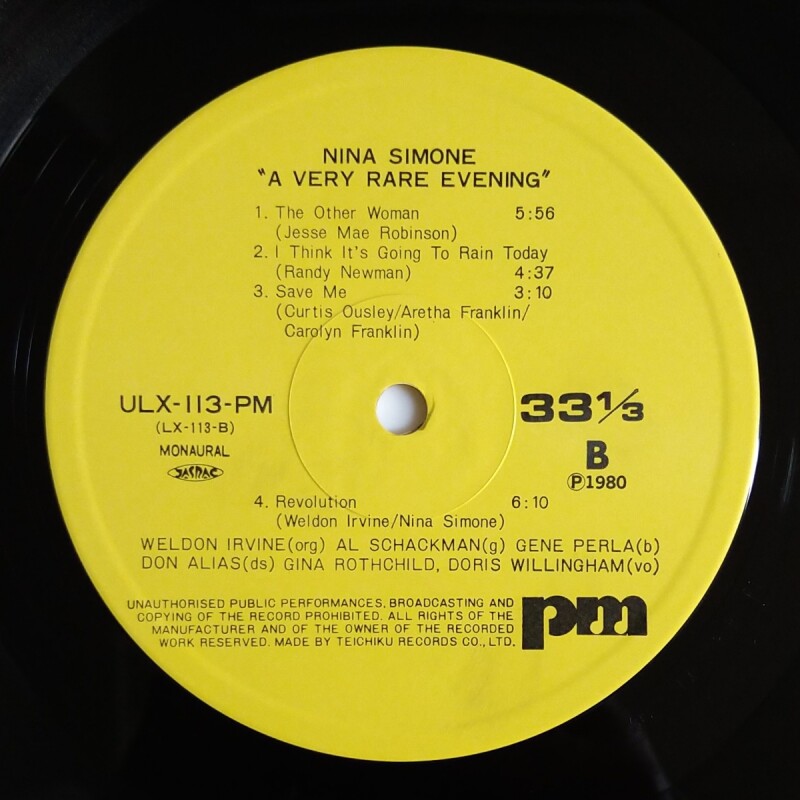 NINA SIMONE
"A VERY RARE EVENING"
1. The Other Woman 5:56
(Jesse Mae Robinson)
2. I Think It's Going To Rain Today
(Randy Newman) 4:37
3. Save Me 3:10
(Curtis Ousley/Aretha Franklin/
Carolyn Franklin)
ULX-113-PM 33 1/3
(LX-113-B)
B
MONAURAL
JASRAC
Ⓟ1980
4. Revolution 6:10
(Weldon Irvine/Nina Simone)
WELDON IRVINE(org) AL SCHACKMAN(g) GENE PERLA(b)
DON ALIAS(ds) GINA ROTHCHILD, DORIS WILLINGHAM(vo)
UNAUTHORISED PUBLIC PERFORMANCES, BROADCASTING AND
COPYING OF THE RECORD PROHIBITED. ALL RIGHTS OF THE
MANUFACTURER AND OF THE OWNER OF THE RECORDED
WORK RESERVED. MADE BY TEICHIKU RECORDS CO., LTD.
pm